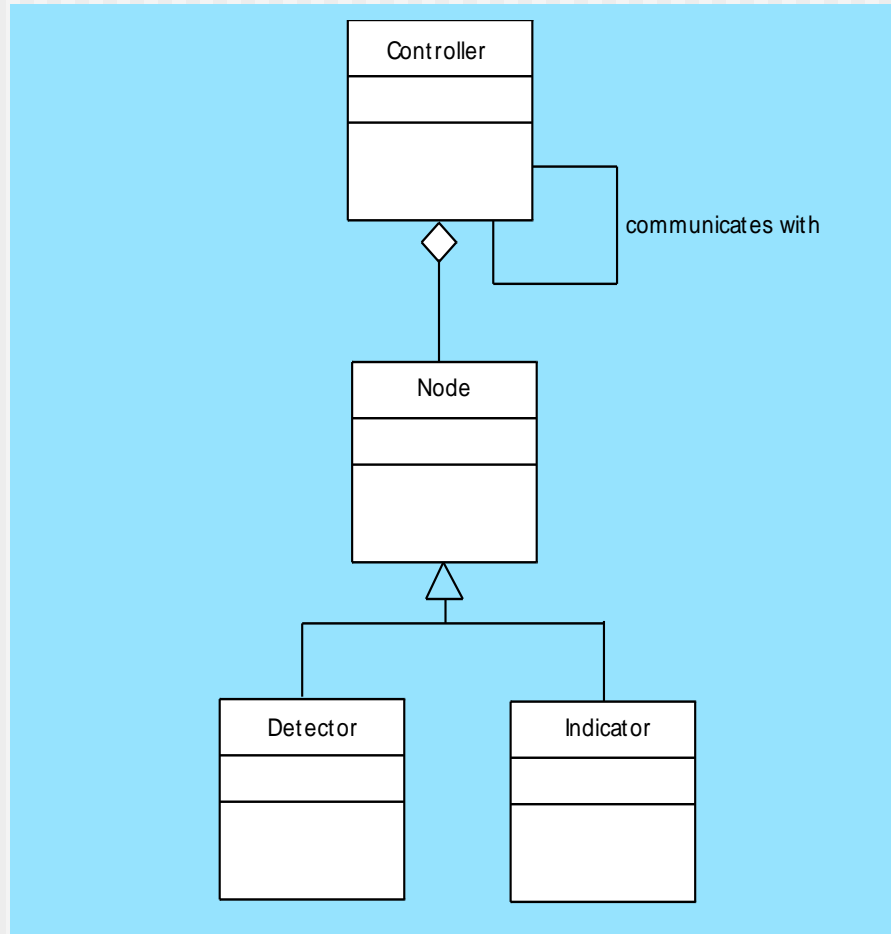 Controller
communicates with
Node
Detector
Indicator